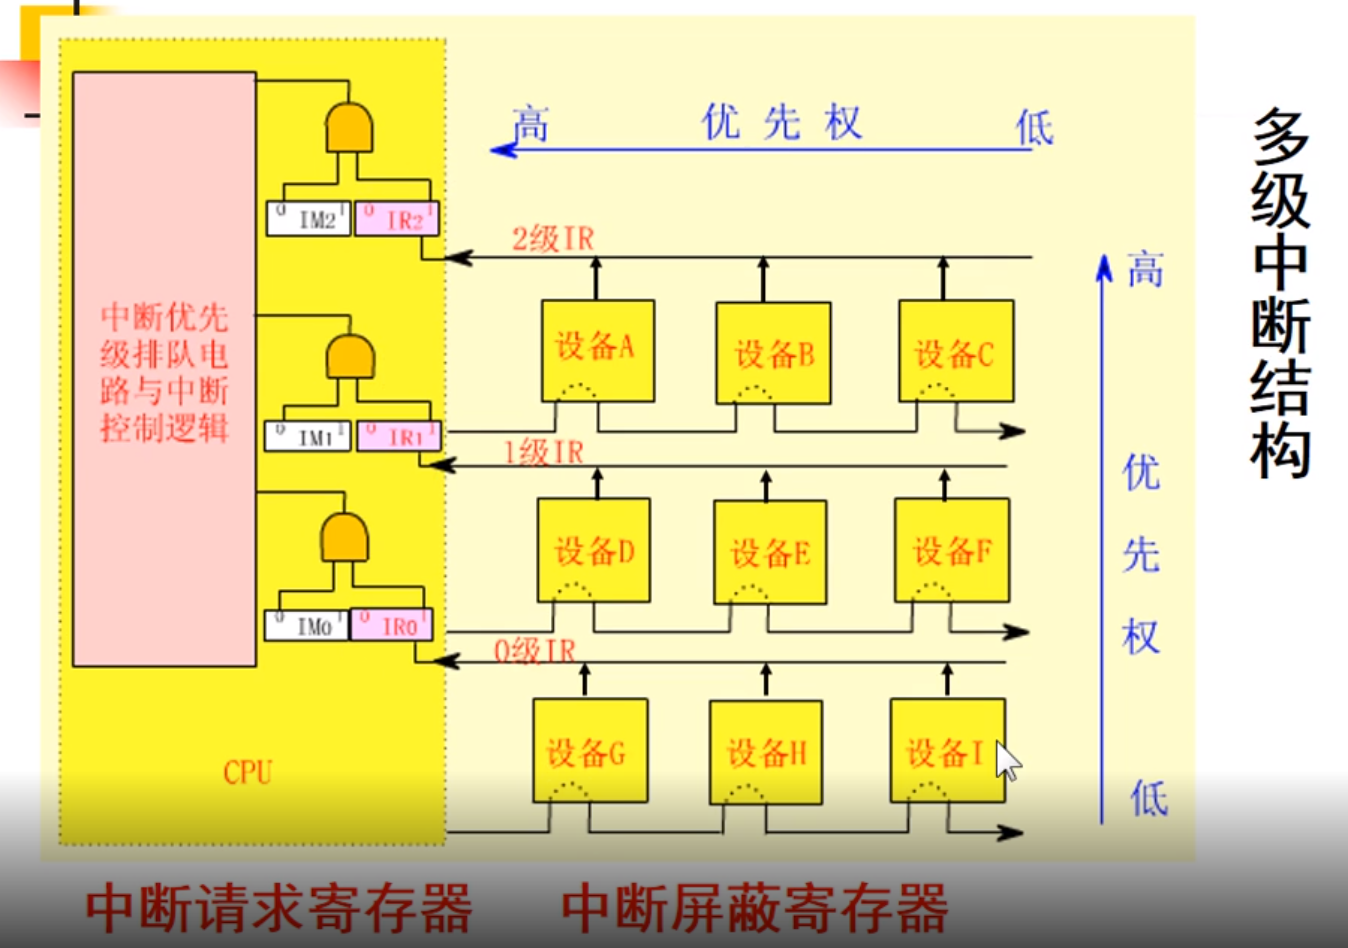 多级中断结构
高 优先权 低
0 IM2 1 0 IR2 1
2级IR
高
设备A 设备B 设备C
中断优先
级排队电
路与中断
控制逻辑
0 IM1 1 0 IR1 1
1级IR
优
先
权
设备D 设备E 设备F
0 IM0 1 0 IR0 1
0级IR
设备G 设备H 设备I
CPU
低
中断请求寄存器 中断屏蔽寄存器